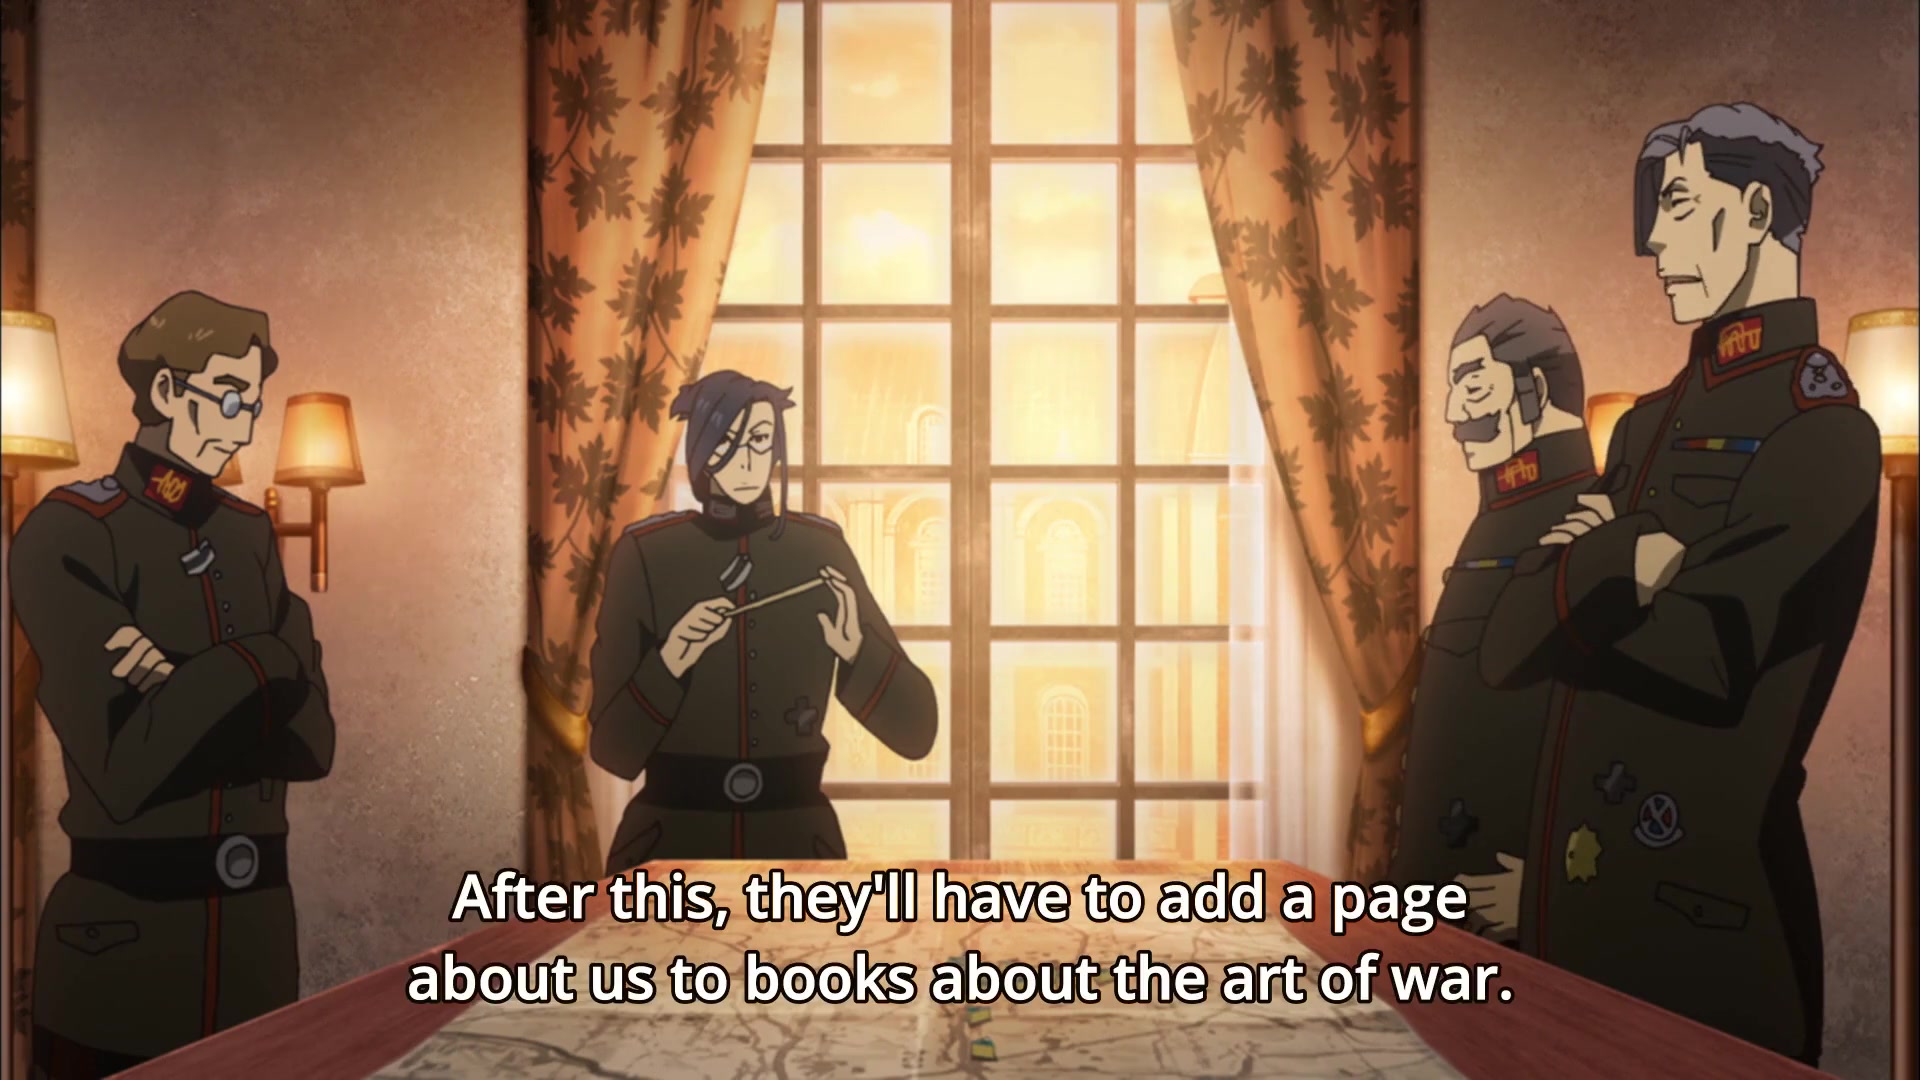 After this, they'll have to add a page
about us to books about the art of war.